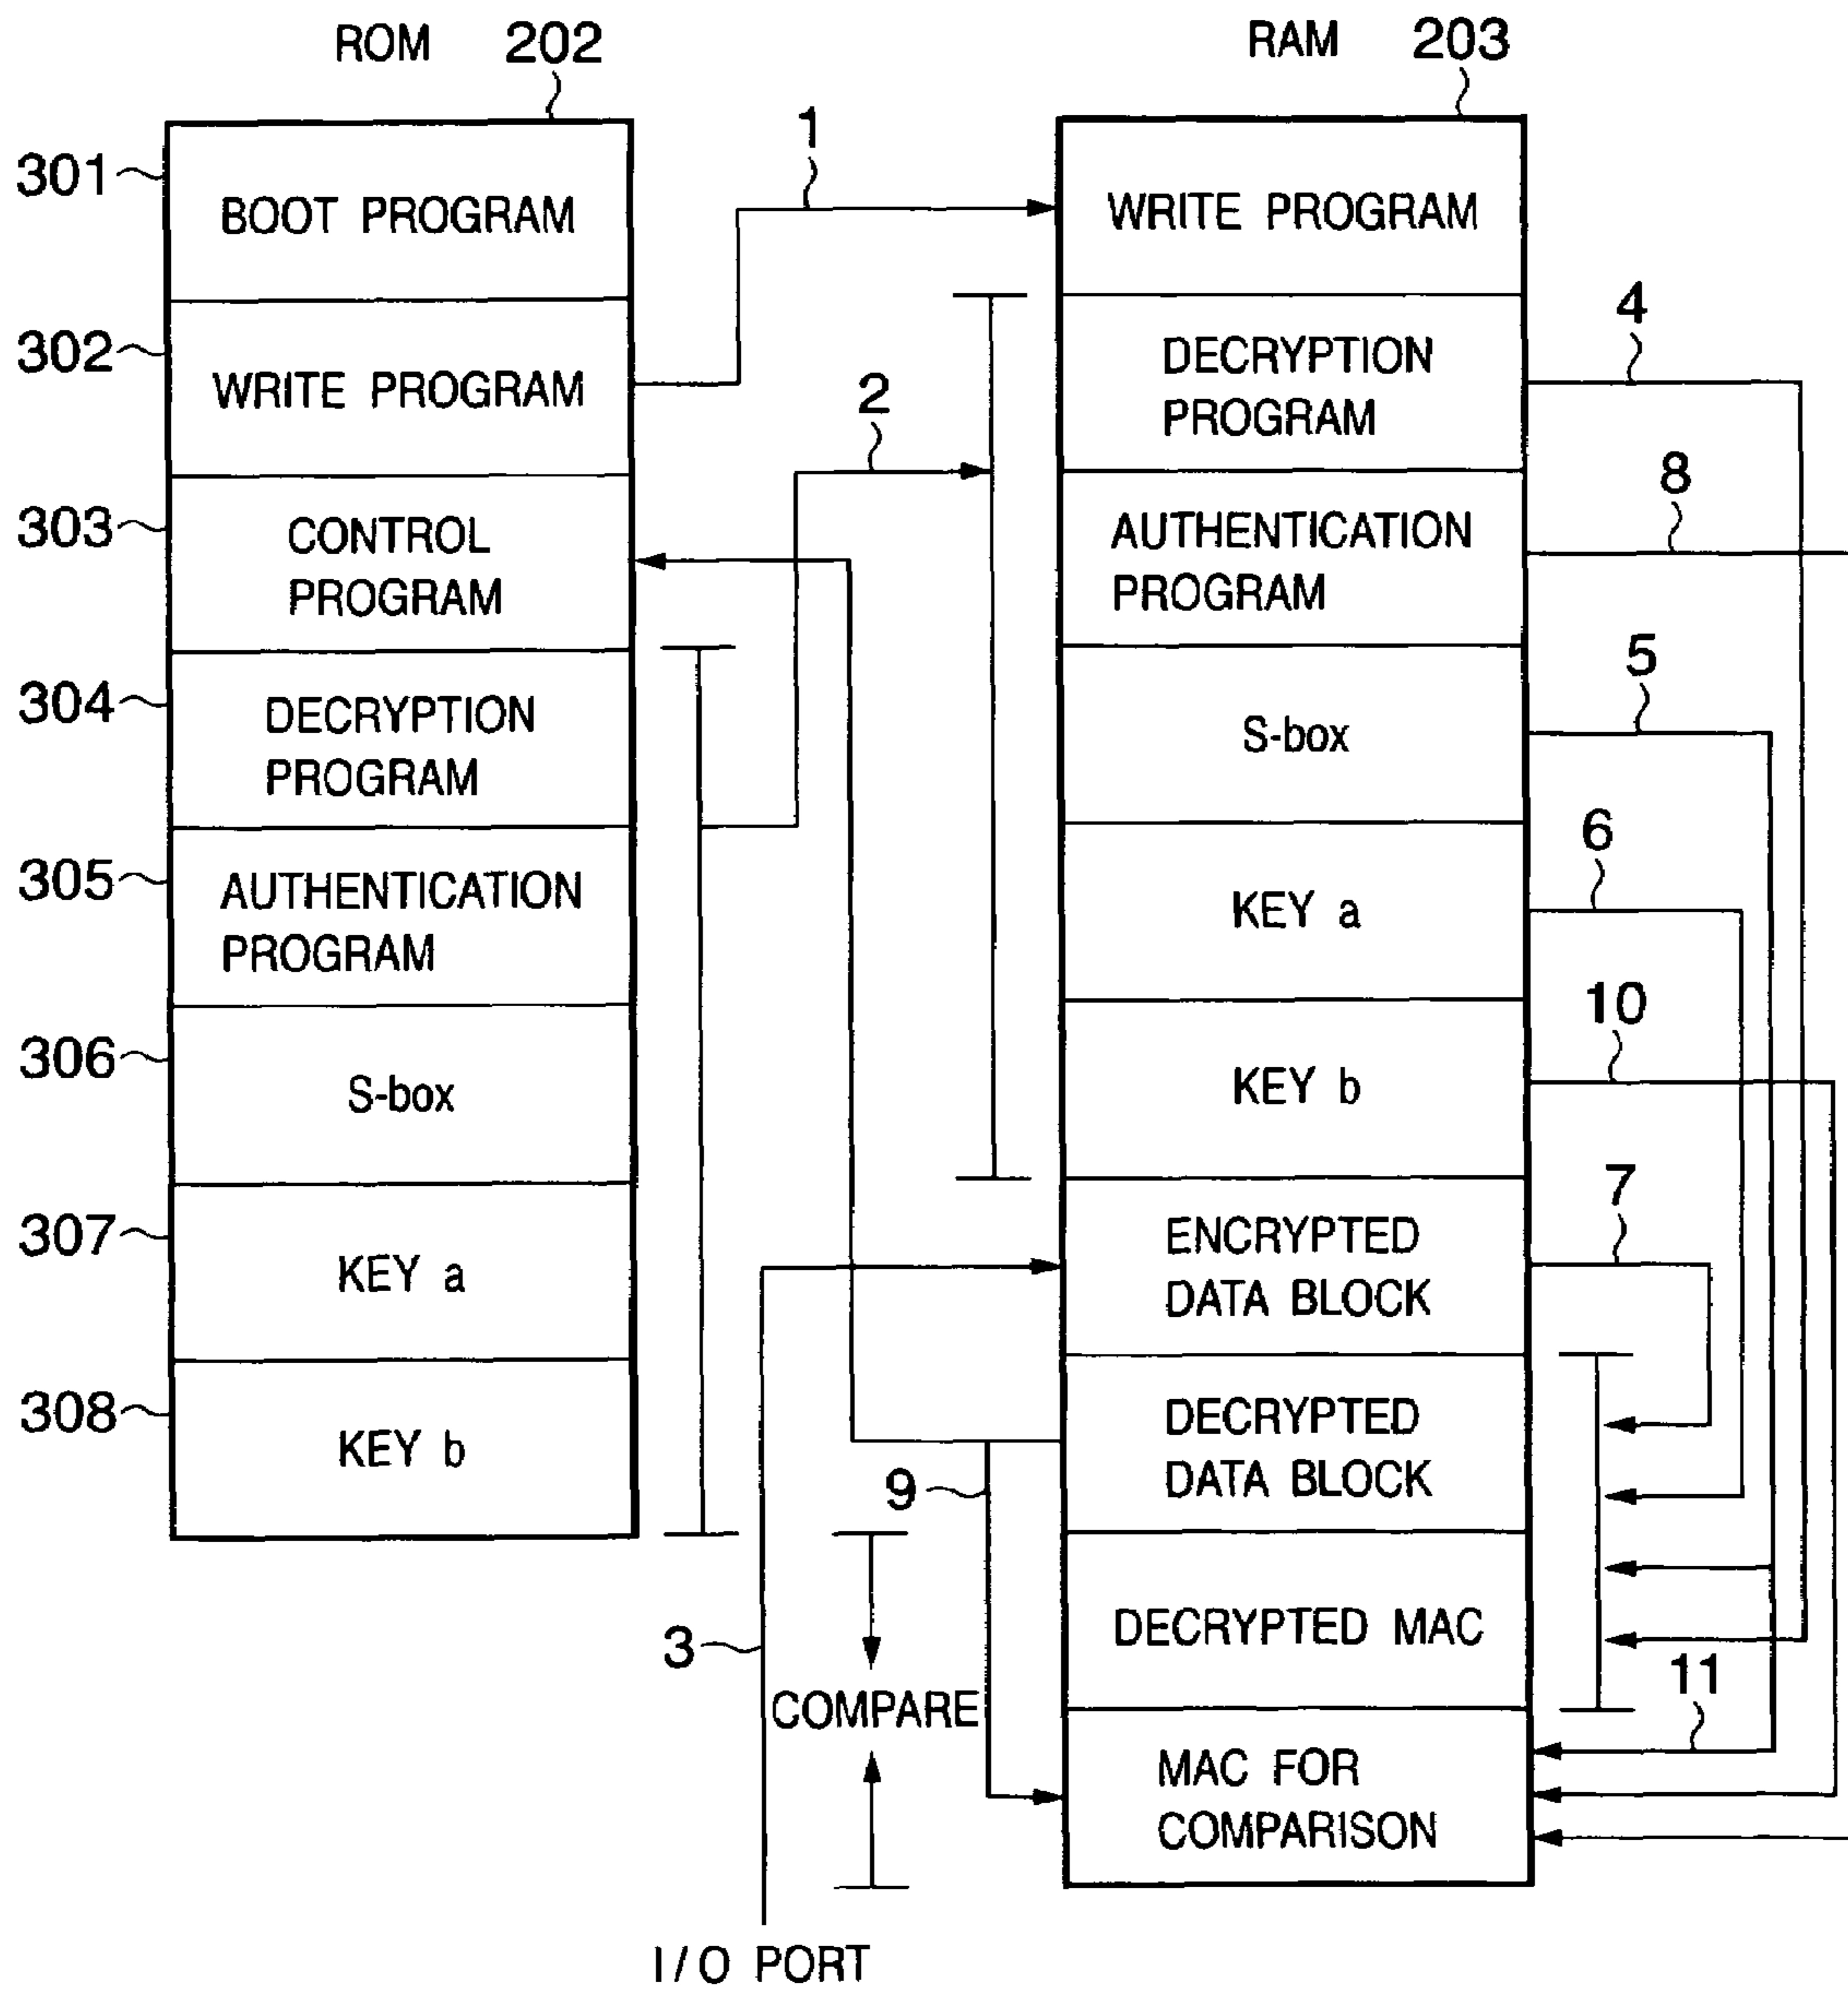 ROM 202
301
BOOT PROGRAM
302
WRITE PROGRAM
303
CONTROL
PROGRAM
304
DECRYPTION
PROGRAM
305
AUTHENTICATION
PROGRAM
306
S-box
307
KEY a
308
KEY b
1
2
3
9
COMPARE
I/O PORT
RAM 203
WRITE PROGRAM
DECRYPTION
PROGRAM
4
AUTHENTICATION
PROGRAM
8
S-box
5
KEY a
6
KEY b
10
ENCRYPTED
DATA BLOCK
7
DECRYPTED
DATA BLOCK
DECRYPTED MAC
11
MAC FOR
COMPARISON